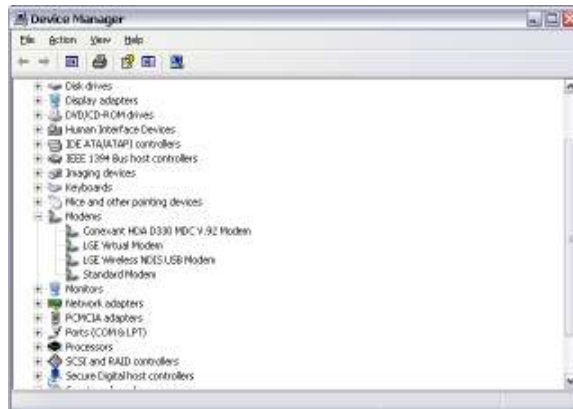 Device Manager
File Action View Help
Disk drives
Display adapters
DVD/CD-ROM drives
Human Interface Devices
IDE ATA/ATAPI controllers
IEEE 1394 Bus host controllers
Imaging devices
Keyboards
Mice and other pointing devices
Modems
Conexant HDA D330 MDC V.92 Modem
LGE Virtual Modem
LGE Wireless NDIS USB Modem
Standard Modem
Monitors
Network adapters
PCMCIA adapters
Ports (COM & LPT)
Processors
SCSI and RAID controllers
Secure Digital host controllers